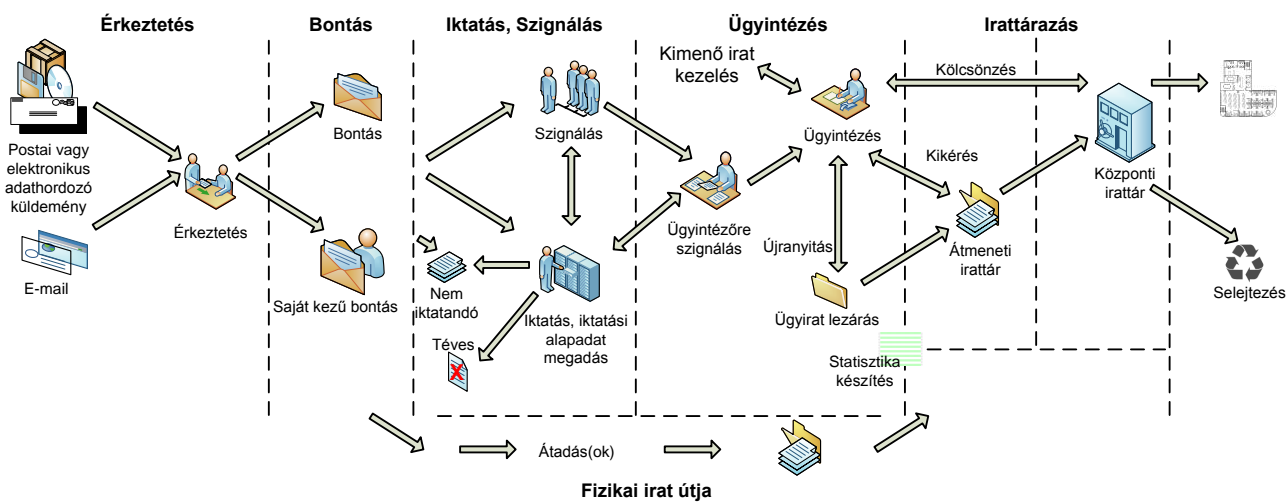 Érkeztetés
Bontás
Iktatás, Szignálás
Ügyintézés
Irattárazás
Postai vagy
elektronikus
adathordozó
küldemény
E-mail
Érkeztetés
Bontás
Saját kezű bontás
Szignálás
Nem
iktatandó
Téves
Iktatás, iktatási
alapadat
megadás
Ügyintézőre
szignálás
Kimenő irat
kezelés
Ügyintézés
Újranyitás
Ügyirat lezárás
Statisztika
készítés
Kölcsönzés
Kikérés
Átmeneti
irattár
Központi
irattár
Selejtezés
Átadás(ok)
Fizikai irat útja